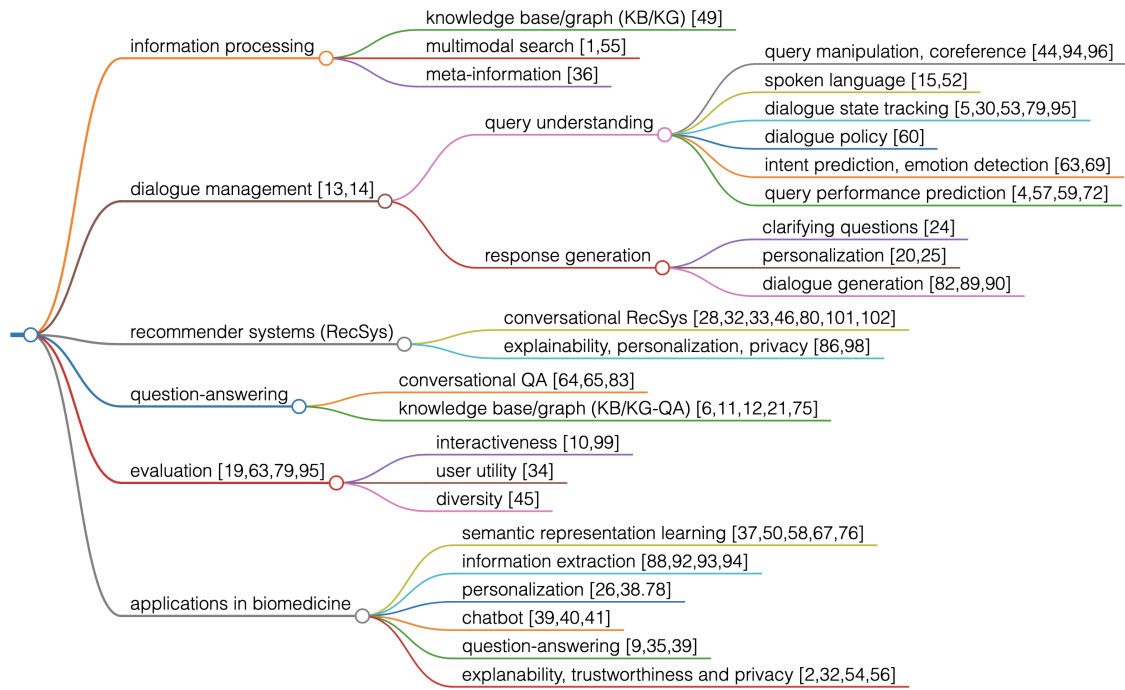 information processing
knowledge base/graph (KB/KG) [49]
multimodal search [1,55]
meta-information [36]
dialogue management [13,14]
query understanding
query manipulation, coreference [44,94,96]
spoken language [15,52]
dialogue state tracking [5,30,53,79,95]
dialogue policy [60]
intent prediction, emotion detection [63,69]
query performance prediction [4,57,59,72]
response generation
clarifying questions [24]
personalization [20,25]
dialogue generation [82,89,90]
recommender systems (RecSys)
conversational RecSys [28,32,33,46,80,101,102]
explainability, personalization, privacy [86,98]
question-answering
conversational QA [64,65,83]
knowledge base/graph (KB/KG-QA) [6,11,12,21,75]
evaluation [19,63,79,95]
interactiveness [10,99]
user utility [34]
diversity [45]
applications in biomedicine
semantic representation learning [37,50,58,67,76]
information extraction [88,92,93,94]
personalization [26,38.78]
chatbot [39,40,41]
question-answering [9,35,39]
explanability, trustworthiness and privacy [2,32,54,56]